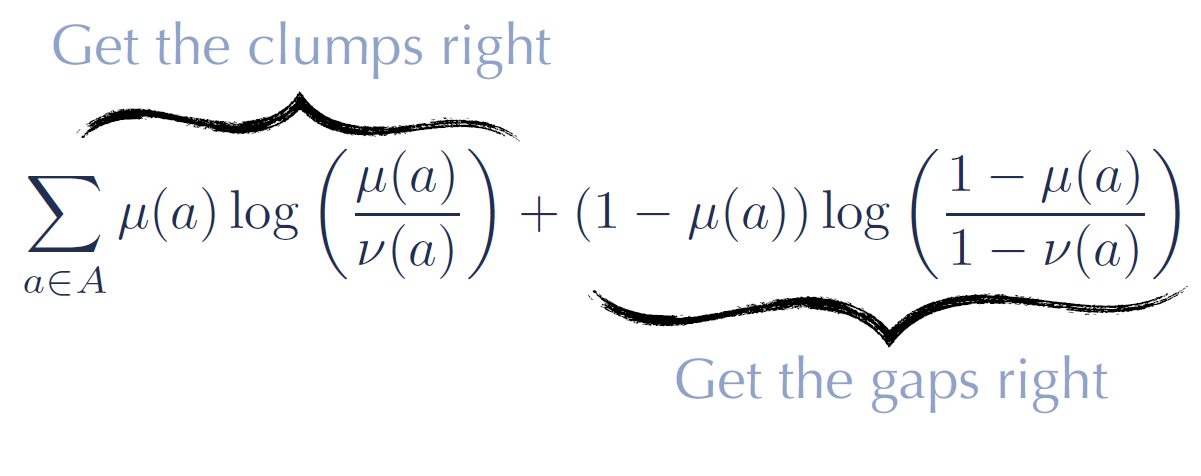 Get the clumps right
∑_{a∈A} μ(a) log (μ(a) / ν(a)) + (1 − μ(a)) log ((1 − μ(a)) / (1 − ν(a)))
Get the gaps right